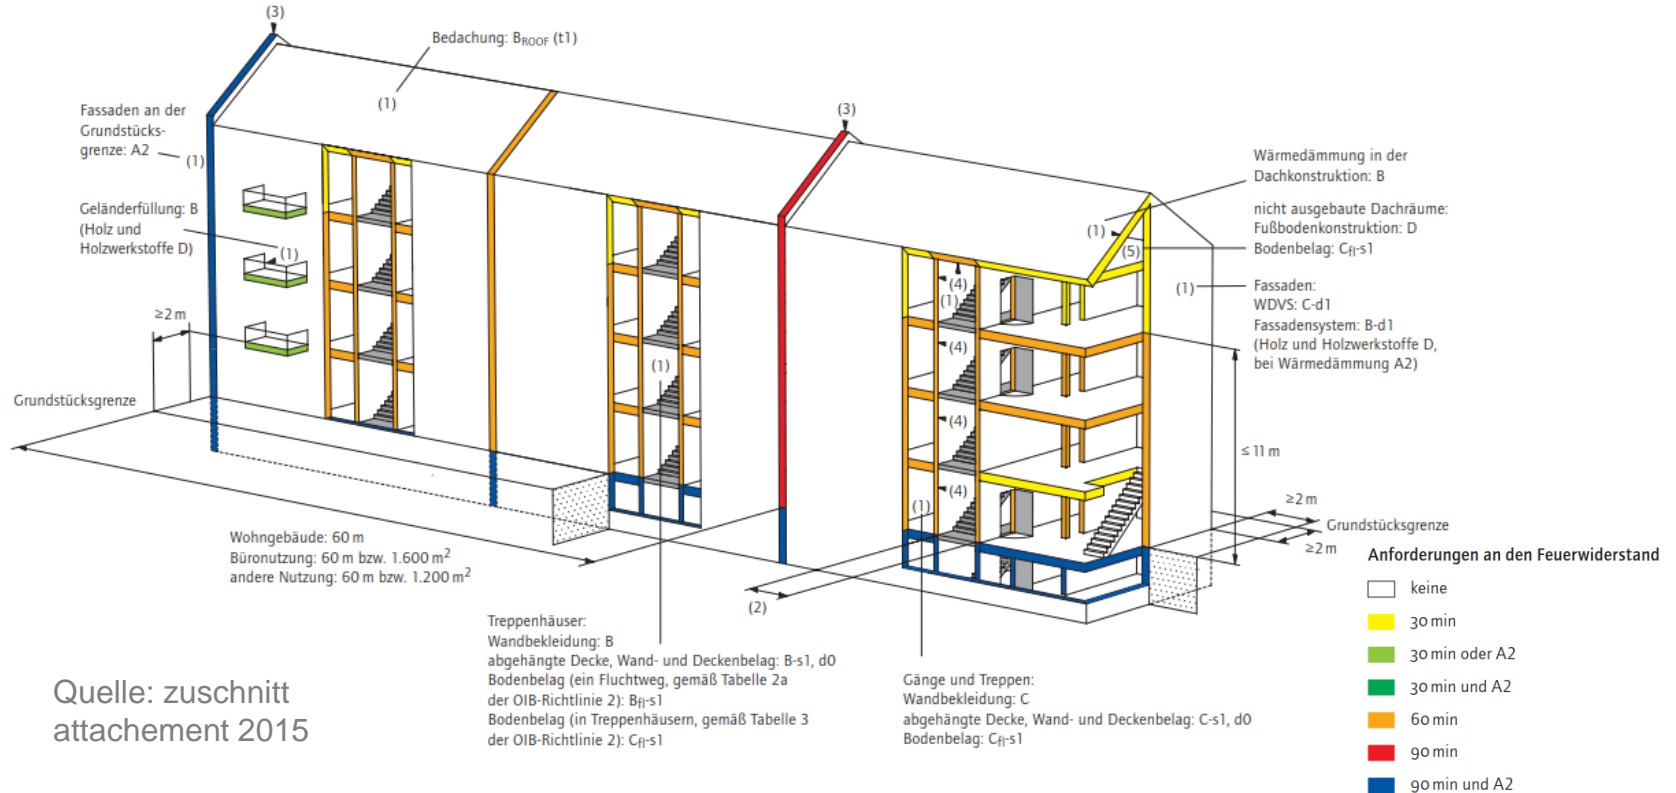 (3)
Bedachung: BROOF (t1)
(1)
Fassaden an der
Grundstücks-
grenze: A2
(1)
Geländerfüllung: B
(Holz und
Holzwerkstoffe D)
(1)
≥2 m
Grundstücksgrenze
(3)
Wärmedämmung in der
Dachkonstruktion: B
nicht ausgebaute Dachräume:
Fußbodenkonstruktion: D
Bodenbelag: Cfl-s1
(1)
(5)
(1)
Fassaden:
WDVS: C-d1
Fassadensystem: B-d1
(Holz und Holzwerkstoffe D,
bei Wärmedämmung A2)
(4)
(1)
(4)
(1)
(4)
(4)
(1)
≤ 11 m
≥2 m
Grundstücksgrenze
≥2 m
Wohngebäude: 60 m
Büronutzung: 60 m bzw. 1.600 m²
andere Nutzung: 60 m bzw. 1.200 m²
(2)
Treppenhäuser:
Wandbekleidung: B
abgehängte Decke, Wand- und Deckenbelag: B-s1, d0
Bodenbelag (ein Fluchtweg, gemäß Tabelle 2a
der OIB-Richtlinie 2): Bfl-s1
Bodenbelag (in Treppenhäusern, gemäß Tabelle 3
der OIB-Richtlinie 2): Cfl-s1
Gänge und Treppen:
Wandbekleidung: C
abgehängte Decke, Wand- und Deckenbelag: C-s1, d0
Bodenbelag: Cfl-s1
Anforderungen an den Feuerwiderstand
keine
30 min
30 min oder A2
30 min und A2
60 min
90 min
90 min und A2
Quelle: zuschnitt
attachement 2015